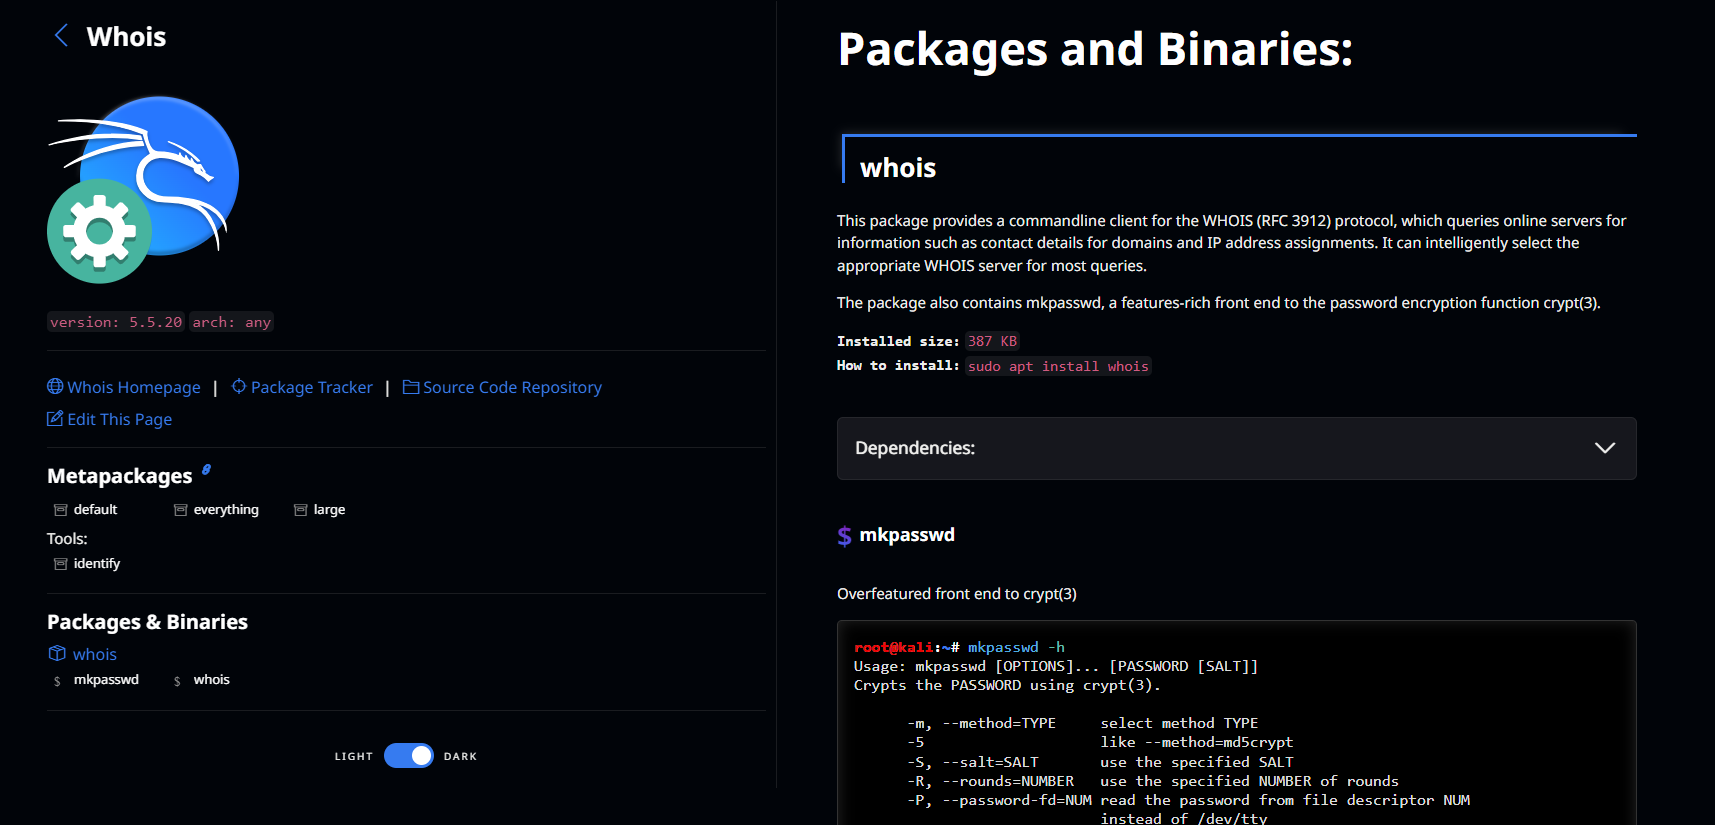 Whois
version: 5.5.20 arch: any
Whois Homepage | Package Tracker | Source Code Repository
Edit This Page
Metapackages
default everything large
Tools:
identify
Packages & Binaries
whois
$ mkpasswd $ whois
LIGHT DARK
Packages and Binaries:
whois
This package provides a commandline client for the WHOIS (RFC 3912) protocol, which queries online servers for
information such as contact details for domains and IP address assignments. It can intelligently select the
appropriate WHOIS server for most queries.
The package also contains mkpasswd, a features-rich front end to the password encryption function crypt(3).
Installed size: 387 KB
How to install: sudo apt install whois
Dependencies:
$ mkpasswd
Overfeatured front end to crypt(3)
root@kali:~# mkpasswd -h
Usage: mkpasswd [OPTIONS]... [PASSWORD [SALT]]
Crypts the PASSWORD using crypt(3).
-m, --method=TYPE select method TYPE
-5 like --method=md5crypt
-S, --salt=SALT use the specified SALT
-R, --rounds=NUMBER use the specified NUMBER of rounds
-P, --password-fd=NUM read the password from file descriptor NUM
instead of /dev/tty